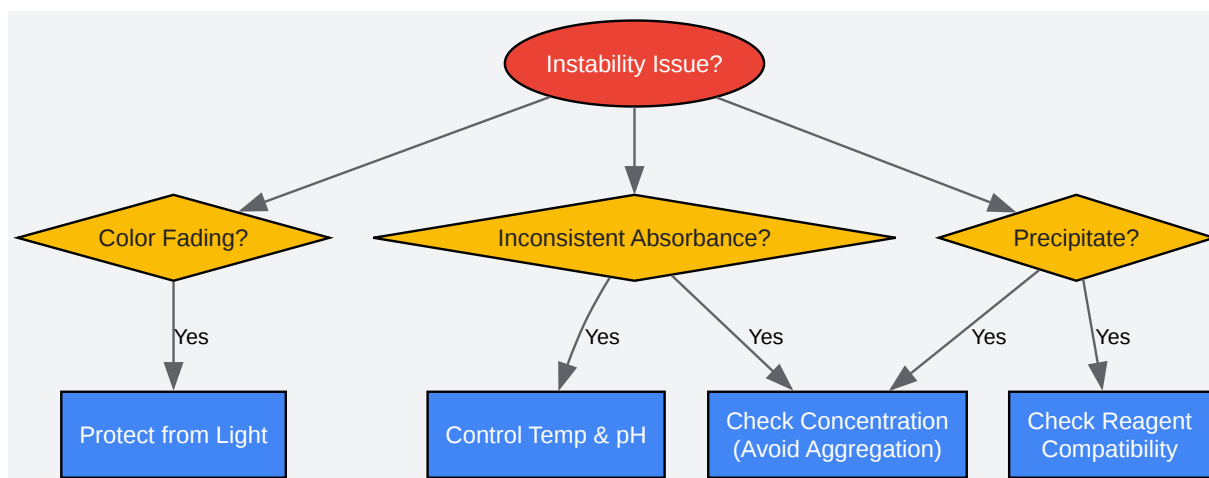 Instability Issue?
Color Fading?
Inconsistent Absorbance?
Precipitate?
Yes
Yes
Yes
Yes
Yes
Protect from Light
Control Temp & pH
Check Concentration
(Avoid Aggregation)
Check Reagent
Compatibility